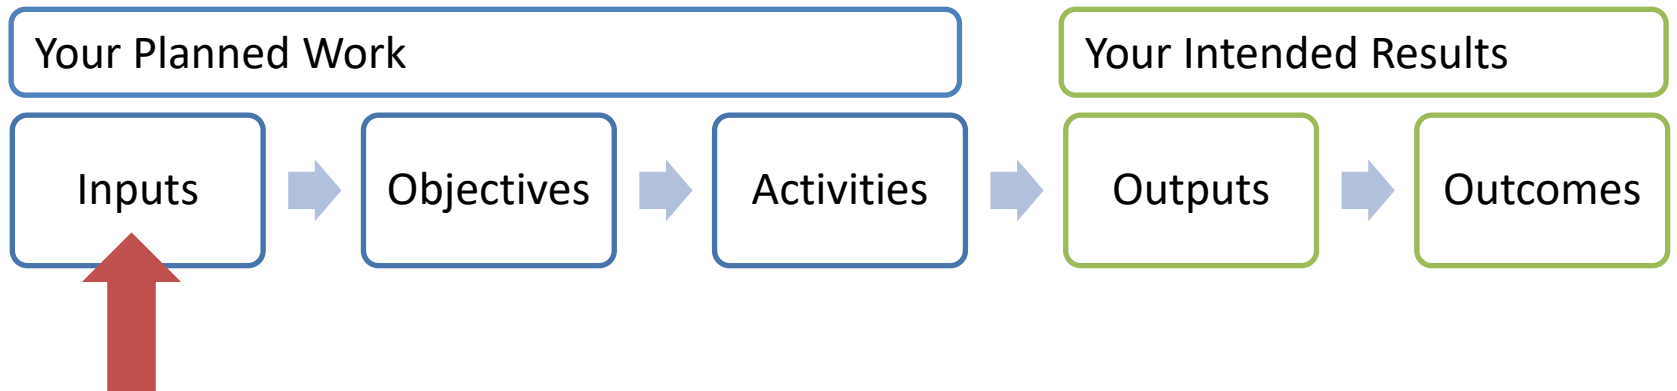 Your Planned Work
Your Intended Results
Inputs
Objectives
Activities
Outputs
Outcomes